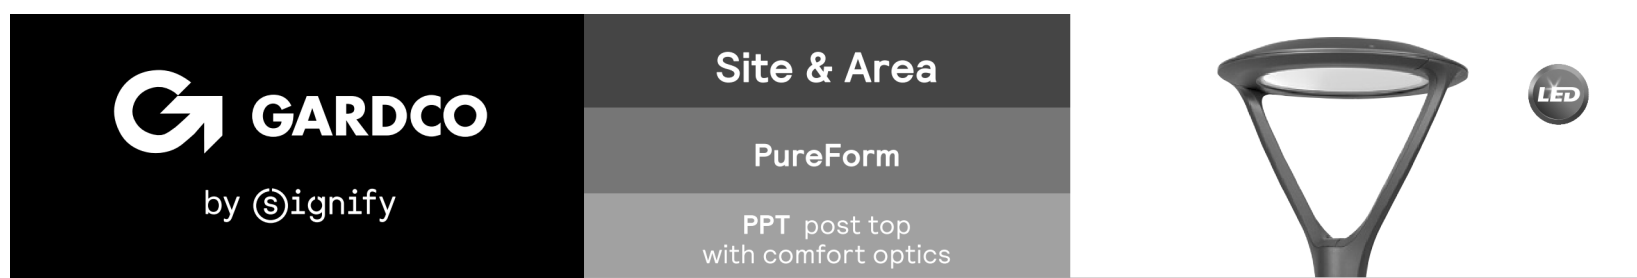 GARDCO
by signify
Site & Area
PureForm
PPT post top
with comfort optics
LED